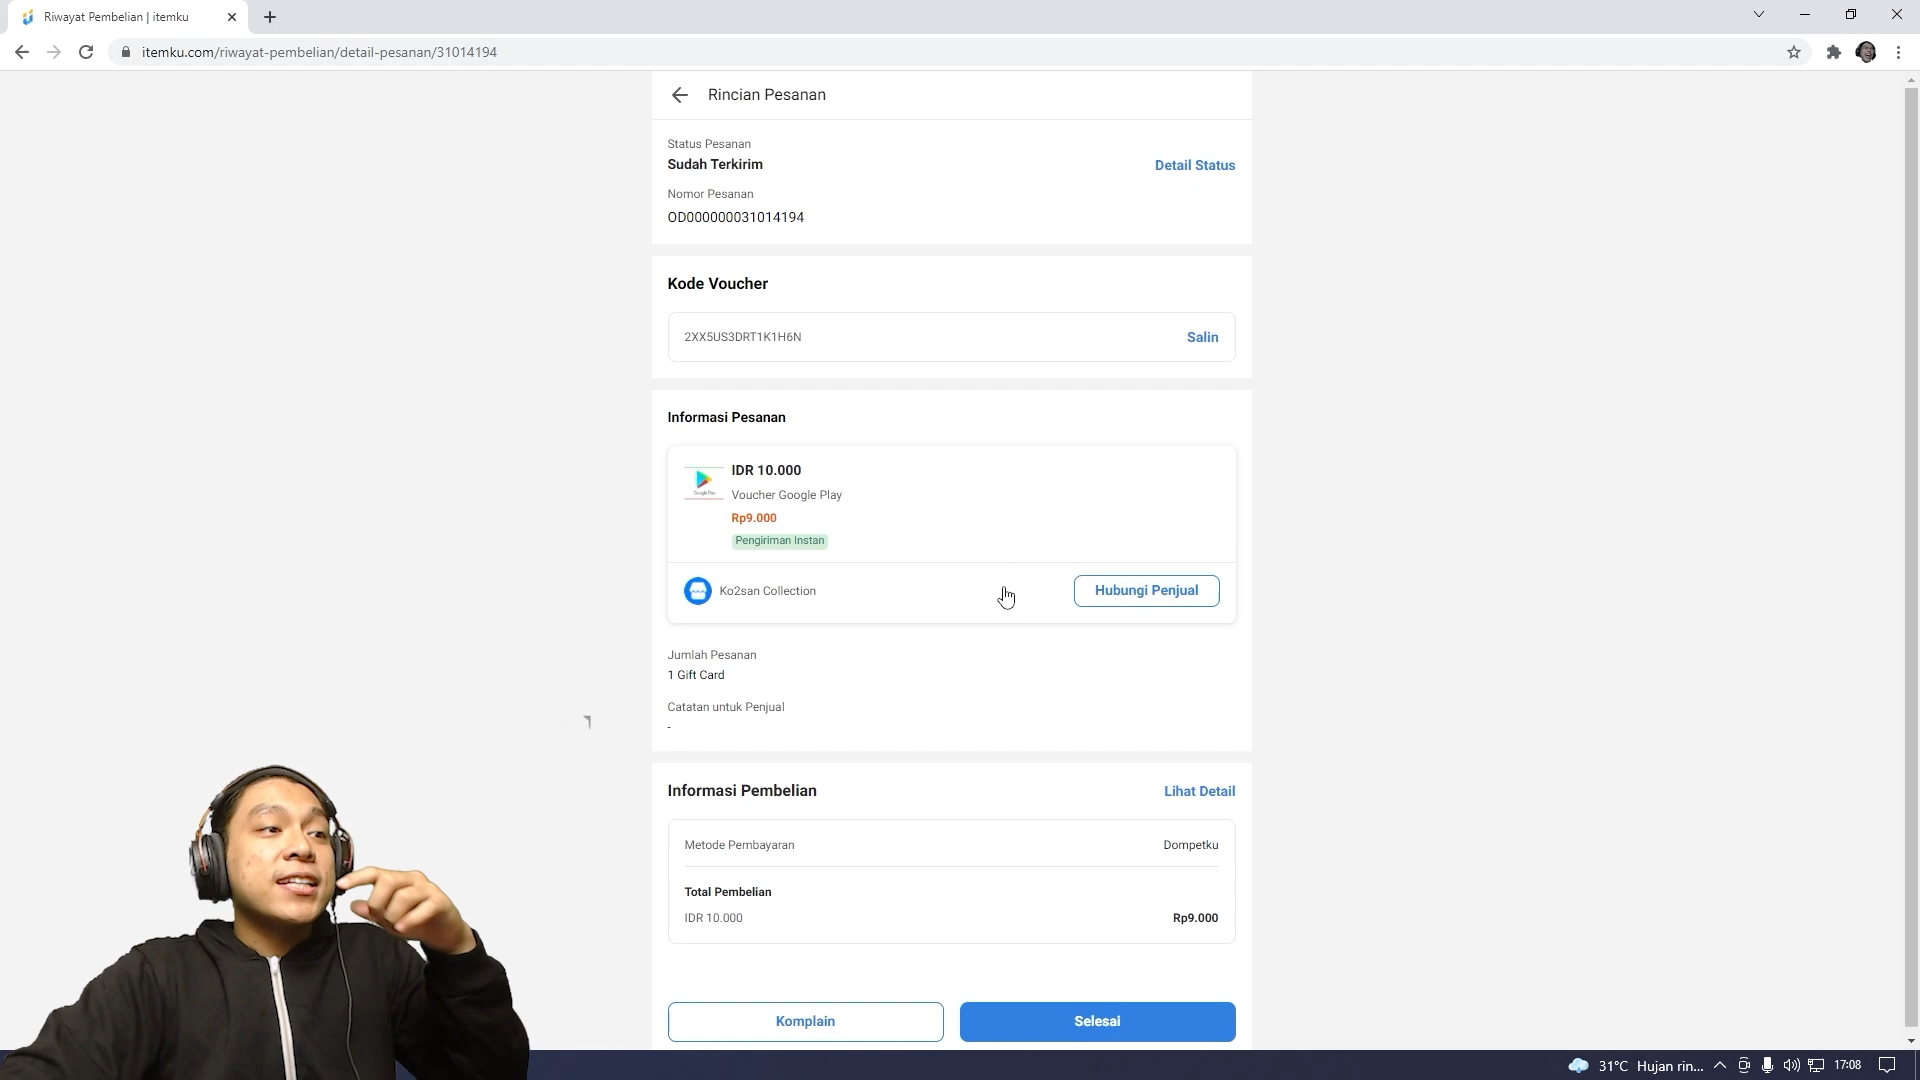 Riwayat Pembelian | itemku
itemku.com/riwayat-pembelian/detail-pesanan/31014194
Rincian Pesanan
Status Pesanan
Sudah Terkirim
Detail Status
Nomor Pesanan
OD000000031014194
Kode Voucher
2XX5US3DRT1K1H6N
Salin
Informasi Pesanan
IDR 10.000
Voucher Google Play
Rp9.000
Pengiriman Instan
Google Play
Ko2san Collection
Hubungi Penjual
Jumlah Pesanan
1 Gift Card
Catatan untuk Penjual
-
Informasi Pembelian
Lihat Detail
Metode Pembayaran
Dompetku
Total Pembelian
IDR 10.000
Rp9.000
Komplain
Selesai
31°C Hujan rin...
17:08